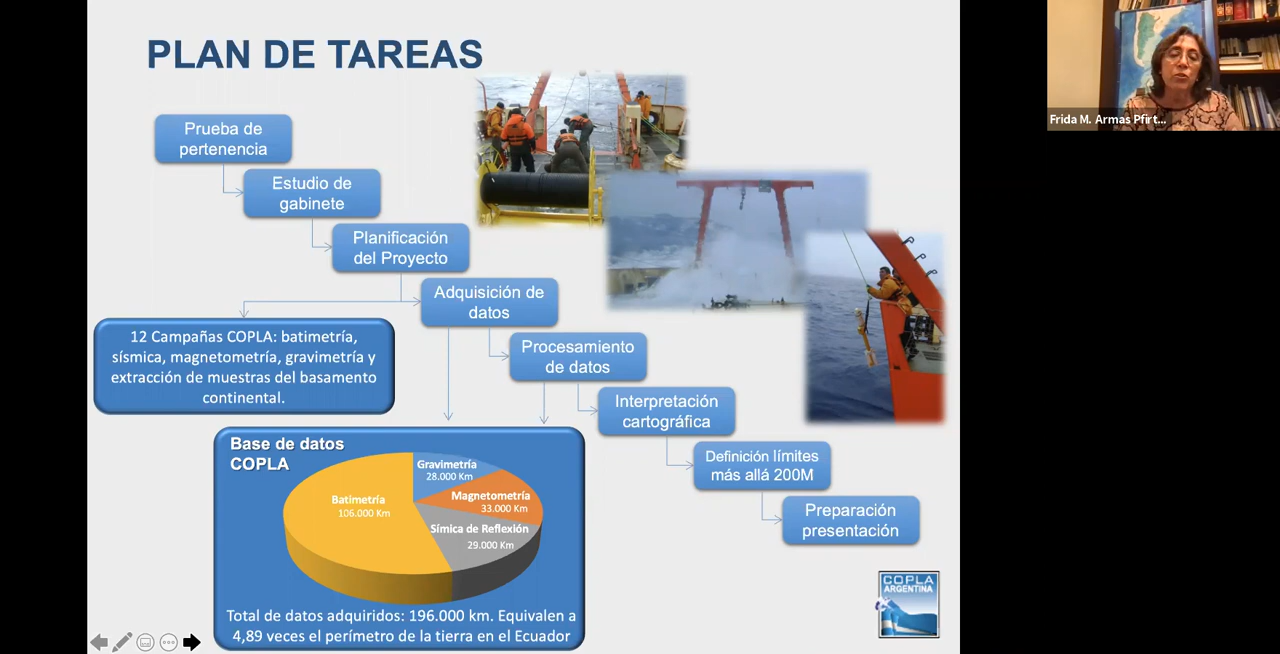 PLAN DE TAREAS
Frida M. Armas Pfirt...
Prueba de
pertenencia
Estudio de
gabinete
Planificación
del Proyecto
Adquisición de
datos
12 Campañas COPLA: batimetría,
sísmica, magnetometría, gravimetría y
extracción de muestras del basamento
continental.
Procesamiento
de datos
Interpretación
cartográfica
Definición límites
más allá 200M
Preparación
presentación
Base de datos
COPLA
Gravimetría
28.000 Km
Magnetometría
33.000 Km
Batimetría
106.000 Km
Símica de Reflexión
29.000 Km
Total de datos adquiridos: 196.000 km. Equivalen a
4,89 veces el perímetro de la tierra en el Ecuador
COPLA
ARGENTINA